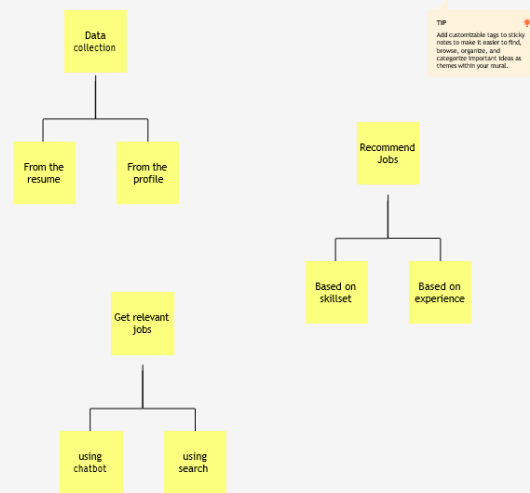 Data
collection
From the
resume
From the
profile
TIP
Add customizable tags to sticky
notes to make it easier to find,
browse, organize, and
categorize important ideas as
themes within your mural.
Recommend
Jobs
Based on
skillset
Based on
experience
Get relevant
jobs
using
chatbot
using
search